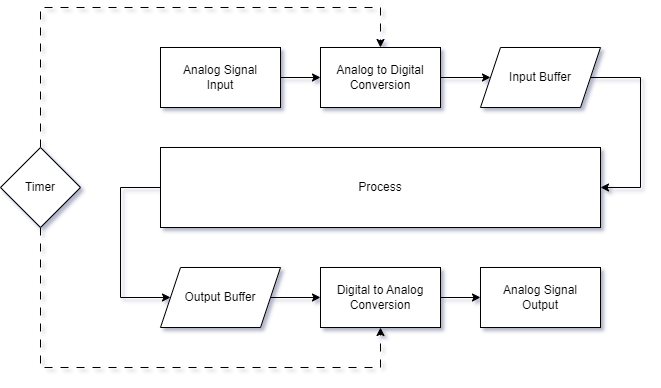 Analog Signal
Input
Analog to Digital
Conversion
Input Buffer
Timer
Process
Output Buffer
Digital to Analog
Conversion
Analog Signal
Output